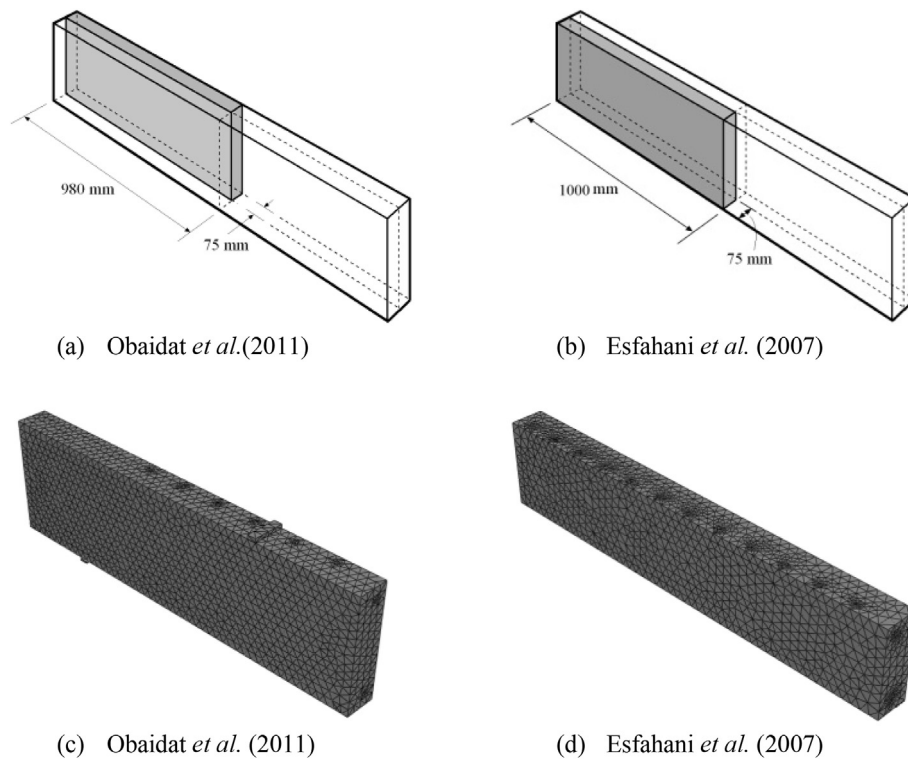 980 mm
75 mm
1000 mm
75 mm
(a) Obaidat et al.(2011)
(b) Esfahani et al. (2007)
(c) Obaidat et al. (2011)
(d) Esfahani et al. (2007)